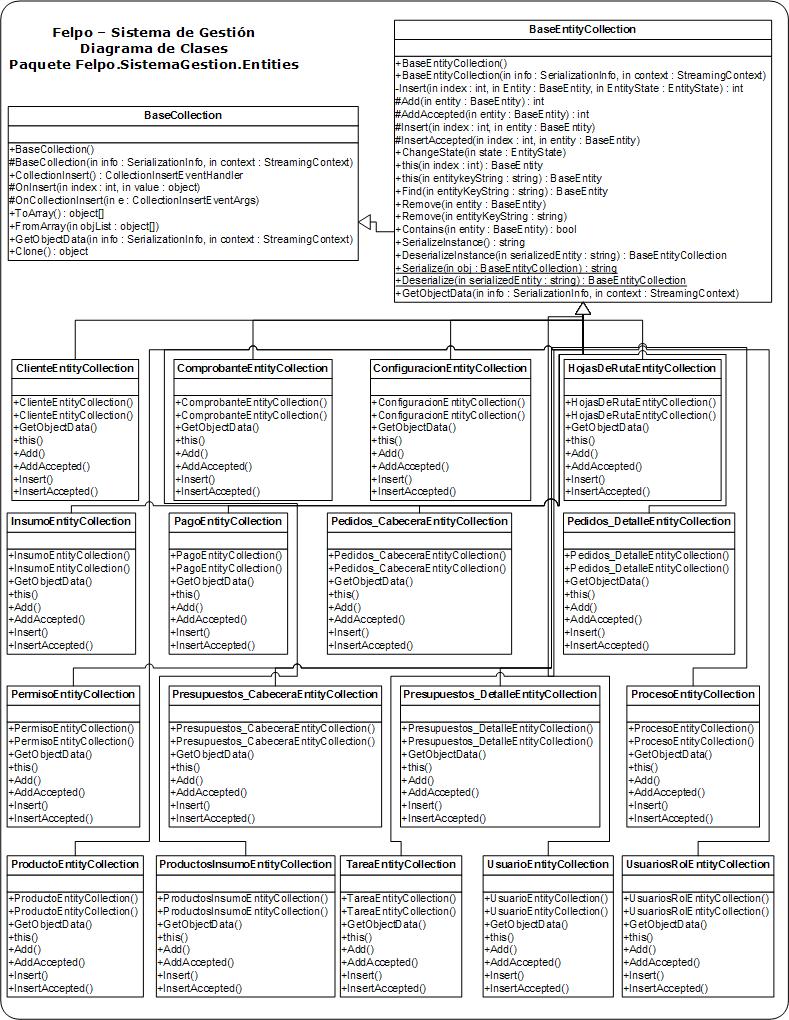 Felpo – Sistema de Gestión
Diagrama de Clases
Paquete Felpo.SistemaGestion.Entities
BaseEntityCollection
+BaseEntityCollection()
+BaseEntityCollection(in info : SerializationInfo, in context : StreamingContext)
-Insert(in index : int, in Entity : BaseEntity, in EntityState : EntityState) : int
#Add(in entity : BaseEntity) : int
#AddAccepted(in entity : BaseEntity) : int
#Insert(in index : int, in entity : BaseEntity)
#InsertAccepted(in index : int, in entity : BaseEntity)
+ChangeState(in state : EntityState)
+this(in index : int) : BaseEntity
+this(in entitykeyString : string) : BaseEntity
+Find(in entityKeyString : string) : BaseEntity
+Remove(in entity : BaseEntity)
+Remove(in entityKeyString : string)
+Contains(in entity : BaseEntity) : bool
+SerializeInstance() : string
+DeserializeInstance(in serializedEntity : string) : BaseEntityCollection
+Serialize(in obj : BaseEntityCollection) : string
+Deserialize(in serializedEntity : string) : BaseEntityCollection
+GetObjectData(in info : SerializationInfo, in context : StreamingContext)
BaseCollection
+BaseCollection()
#BaseCollection(in info : SerializationInfo, in context : StreamingContext)
+CollectionInsert() : CollectionInsertEventHandler
#OnInsert(in index : int, in value : object)
#OnCollectionInsert(in e : CollectionInsertEventArgs)
+ToArray() : object[]
+FromArray(in objList : object[])
+GetObjectData(in info : SerializationInfo, in context : StreamingContext)
+Clone() : object
ClienteEntityCollection
+ClienteEntityCollection()
+ClienteEntityCollection()
+GetObjectData()
+this()
+Add()
+AddAccepted()
+Insert()
+InsertAccepted()
ComprobanteEntityCollection
+ComprobanteEntityCollection()
+ComprobanteEntityCollection()
+GetObjectData()
+this()
+Add()
+AddAccepted()
+Insert()
+InsertAccepted()
ConfiguracionEntityCollection
+ConfiguracionEntityCollection()
+ConfiguracionEntityCollection()
+GetObjectData()
+this()
+Add()
+AddAccepted()
+Insert()
+InsertAccepted()
HojasDeRutaEntityCollection
+HojasDeRutaEntityCollection()
+HojasDeRutaEntityCollection()
+GetObjectData()
+this()
+Add()
+AddAccepted()
+Insert()
+InsertAccepted()
InsumoEntityCollection
+InsumoEntityCollection()
+InsumoEntityCollection()
+GetObjectData()
+this()
+Add()
+AddAccepted()
+Insert()
+InsertAccepted()
PagoEntityCollection
+PagoEntityCollection()
+PagoEntityCollection()
+GetObjectData()
+this()
+Add()
+AddAccepted()
+Insert()
+InsertAccepted()
Pedidos_CabeceraEntityCollection
+Pedidos_CabeceraEntityCollection()
+Pedidos_CabeceraEntityCollection()
+GetObjectData()
+this()
+Add()
+AddAccepted()
+Insert()
+InsertAccepted()
Pedidos_DetalleEntityCollection
+Pedidos_DetalleEntityCollection()
+Pedidos_DetalleEntityCollection()
+GetObjectData()
+this()
+Add()
+AddAccepted()
+Insert()
+InsertAccepted()
PermisoEntityCollection
+PermisoEntityCollection()
+PermisoEntityCollection()
+GetObjectData()
+this()
+Add()
+AddAccepted()
+Insert()
+InsertAccepted()
Presupuestos_CabeceraEntityCollection
+Presupuestos_CabeceraEntityCollection()
+Presupuestos_CabeceraEntityCollection()
+GetObjectData()
+this()
+Add()
+AddAccepted()
+Insert()
+InsertAccepted()
Presupuestos_DetalleEntityCollection
+Presupuestos_DetalleEntityCollection()
+Presupuestos_DetalleEntityCollection()
+GetObjectData()
+this()
+Add()
+AddAccepted()
+Insert()
+InsertAccepted()
ProcesoEntityCollection
+ProcesoEntityCollection()
+ProcesoEntityCollection()
+GetObjectData()
+this()
+Add()
+AddAccepted()
+Insert()
+InsertAccepted()
ProductoEntityCollection
+ProductoEntityCollection()
+ProductoEntityCollection()
+GetObjectData()
+this()
+Add()
+AddAccepted()
+Insert()
+InsertAccepted()
ProductosInsumoEntityCollection
+ProductosInsumoEntityCollection()
+ProductosInsumoEntityCollection()
+GetObjectData()
+this()
+Add()
+AddAccepted()
+Insert()
+InsertAccepted()
TareaEntityCollection
+TareaEntityCollection()
+TareaEntityCollection()
+GetObjectData()
+this()
+Add()
+AddAccepted()
+Insert()
+InsertAccepted()
UsuarioEntityCollection
+UsuarioEntityCollection()
+UsuarioEntityCollection()
+GetObjectData()
+this()
+Add()
+AddAccepted()
+Insert()
+InsertAccepted()
UsuariosRolEntityCollection
+UsuariosRolEntityCollection()
+UsuariosRolEntityCollection()
+GetObjectData()
+this()
+Add()
+AddAccepted()
+Insert()
+InsertAccepted()